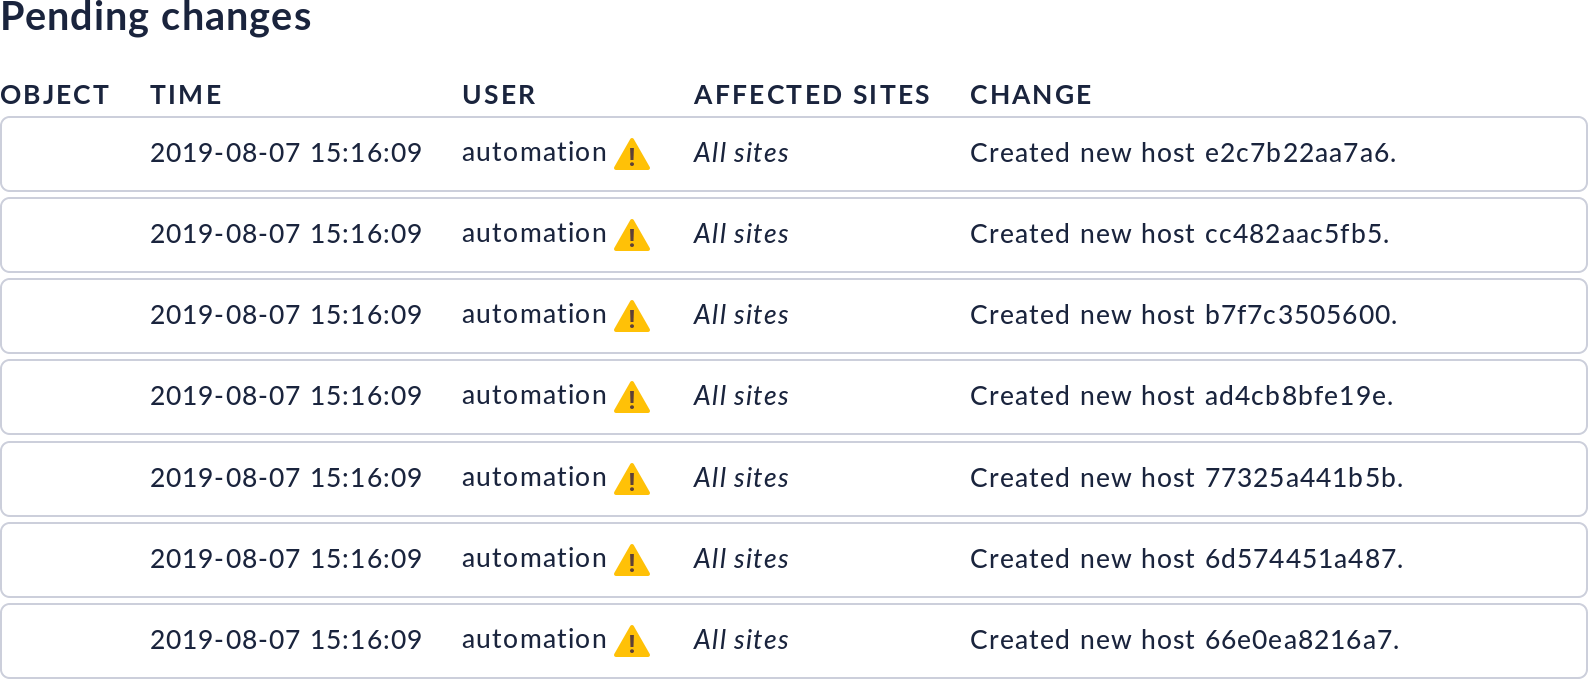 Pending changes
OBJECT TIME USER AFFECTED SITES CHANGE
2019-08-07 15:16:09 automation All sites Created new host e2c7b22aa7a6.
2019-08-07 15:16:09 automation All sites Created new host cc482aac5fb5.
2019-08-07 15:16:09 automation All sites Created new host b7f7c3505600.
2019-08-07 15:16:09 automation All sites Created new host ad4cb8bfe19e.
2019-08-07 15:16:09 automation All sites Created new host 77325a441b5b.
2019-08-07 15:16:09 automation All sites Created new host 6d574451a487.
2019-08-07 15:16:09 automation All sites Created new host 66e0ea8216a7.